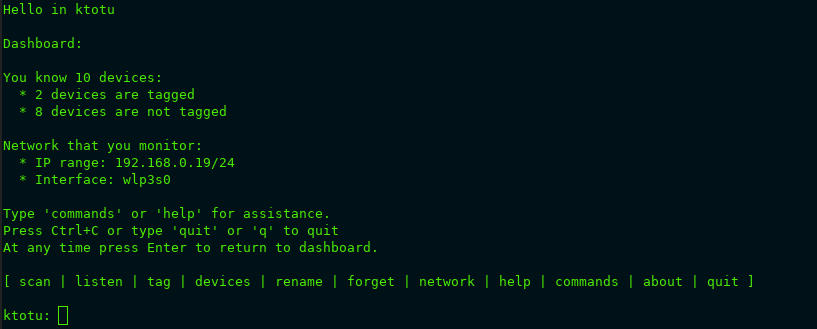 Hello in ktotu
Dashboard:
You know 10 devices:
* 2 devices are tagged
* 8 devices are not tagged
Network that you monitor:
* IP range: 192.168.0.19/24
* Interface: wlp3s0
Type 'commands' or 'help' for assistance.
Press Ctrl+C or type 'quit' or 'q' to quit
At any time press Enter to return to dashboard.
[ scan | listen | tag | devices | rename | forget | network | help | commands | about | quit ]
ktotu: